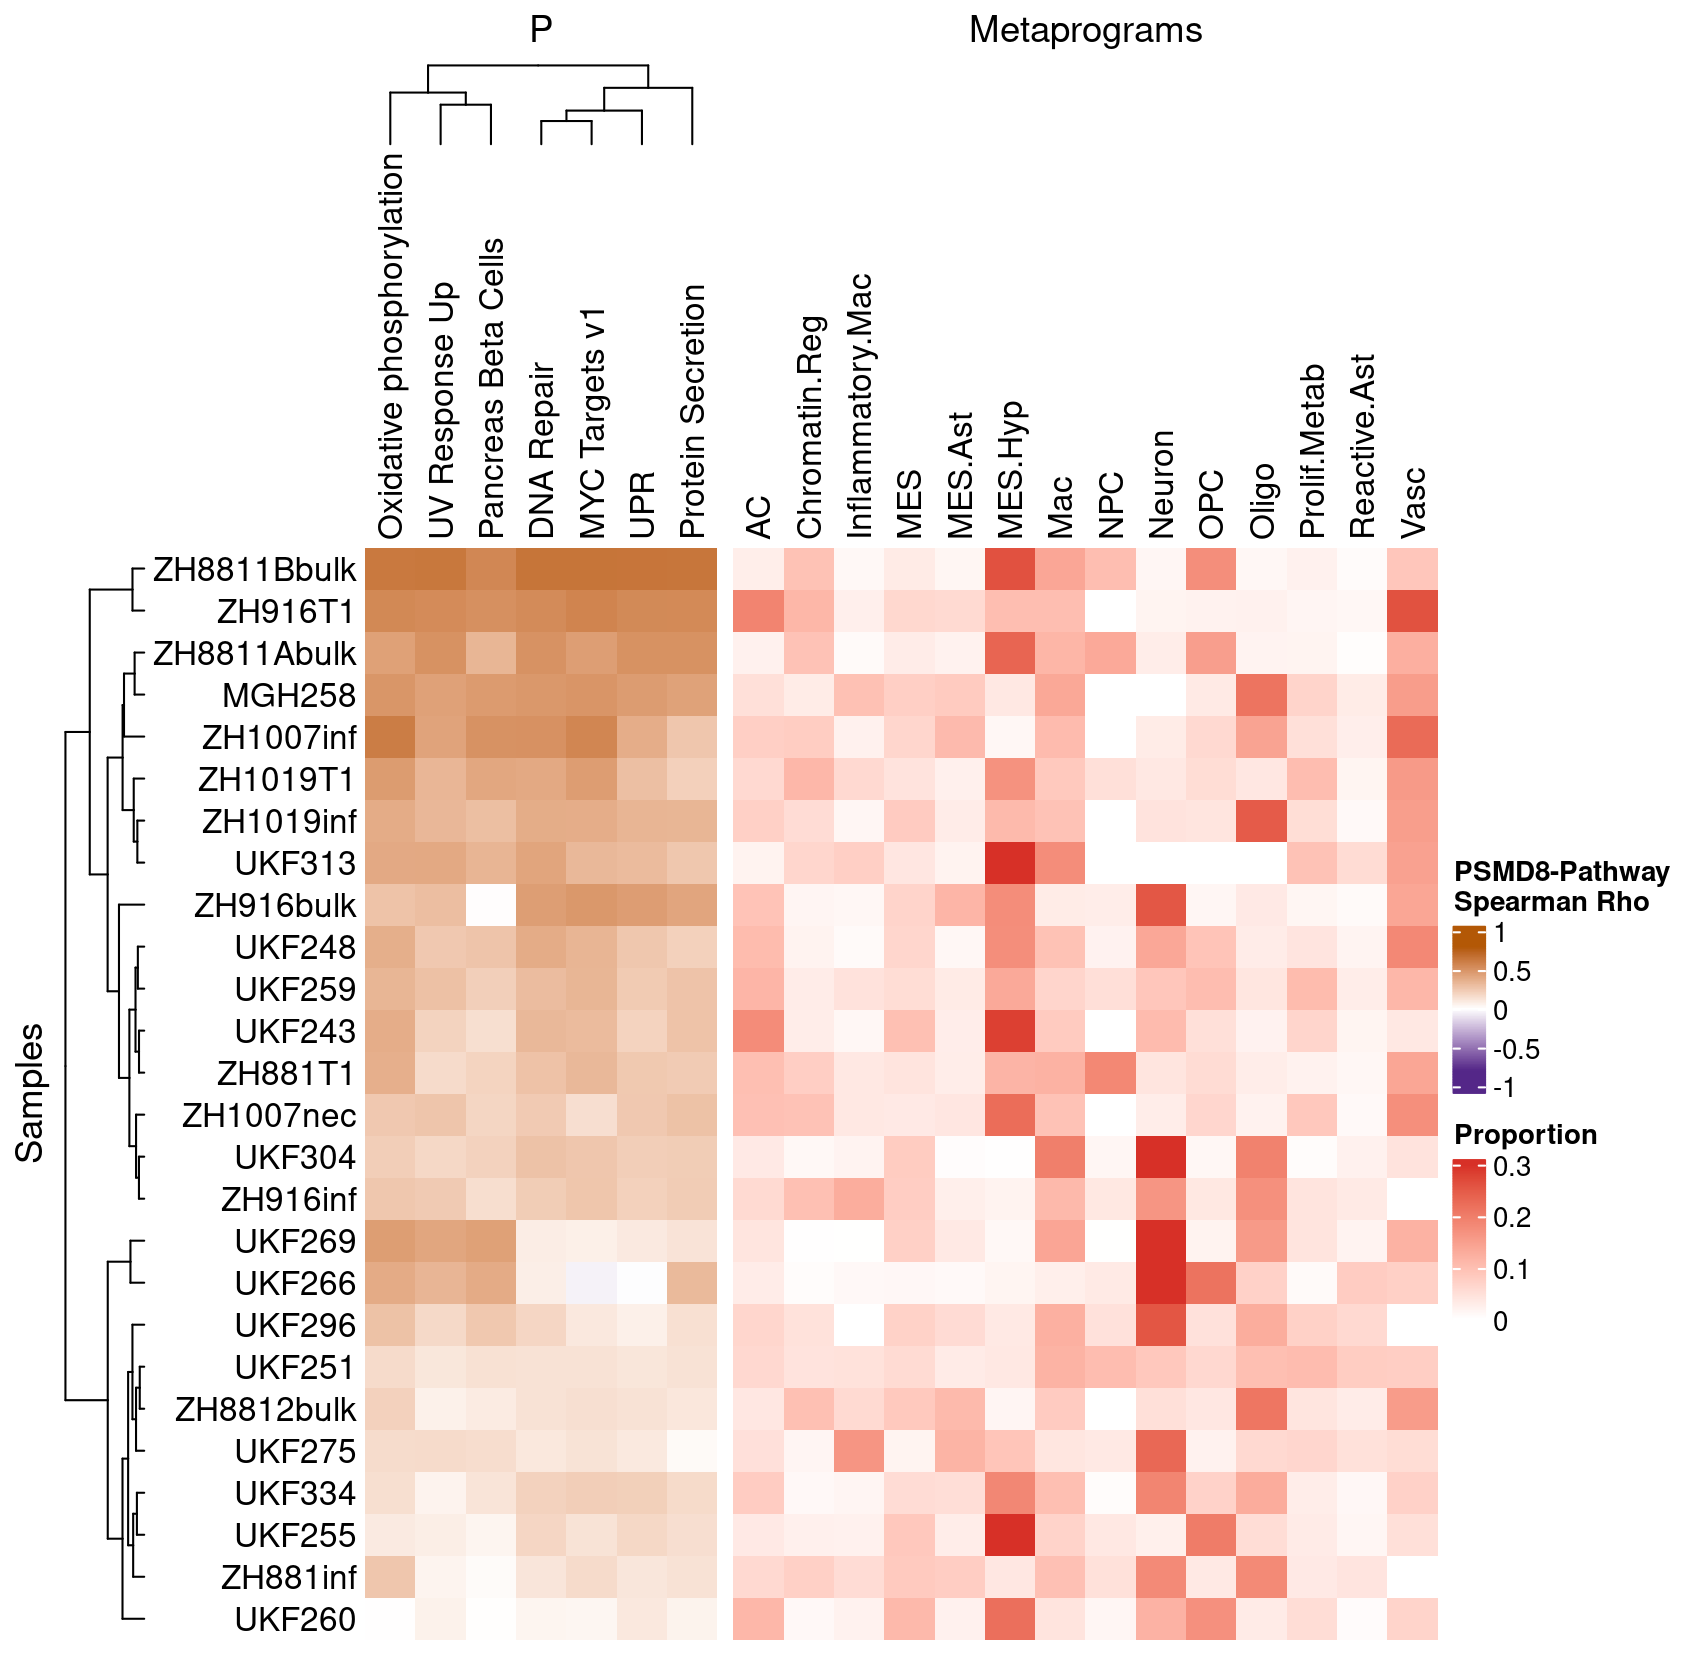 P
Metaprograms
Oxidative phosphorylation
UV Response Up
Pancreas Beta Cells
DNA Repair
MYC Targets v1
UPR
Protein Secretion
AC
Chromatin.Reg
Inflammatory.Mac
MES
MES.Ast
MES.Hyp
Mac
NPC
Neuron
OPC
Oligo
Prolif.Metab
Reactive.Ast
Vasc
Samples
ZH8811Bbulk
ZH916T1
ZH8811Abulk
MGH258
ZH1007inf
ZH1019T1
ZH1019inf
UKF313
ZH916bulk
UKF248
UKF259
UKF243
ZH881T1
ZH1007nec
UKF304
ZH916inf
UKF269
UKF266
UKF296
UKF251
ZH8812bulk
UKF275
UKF334
UKF255
ZH881inf
UKF260
PSMD8-Pathway
Spearman Rho
1
0.5
0
-0.5
-1
Proportion
0.3
0.2
0.1
0